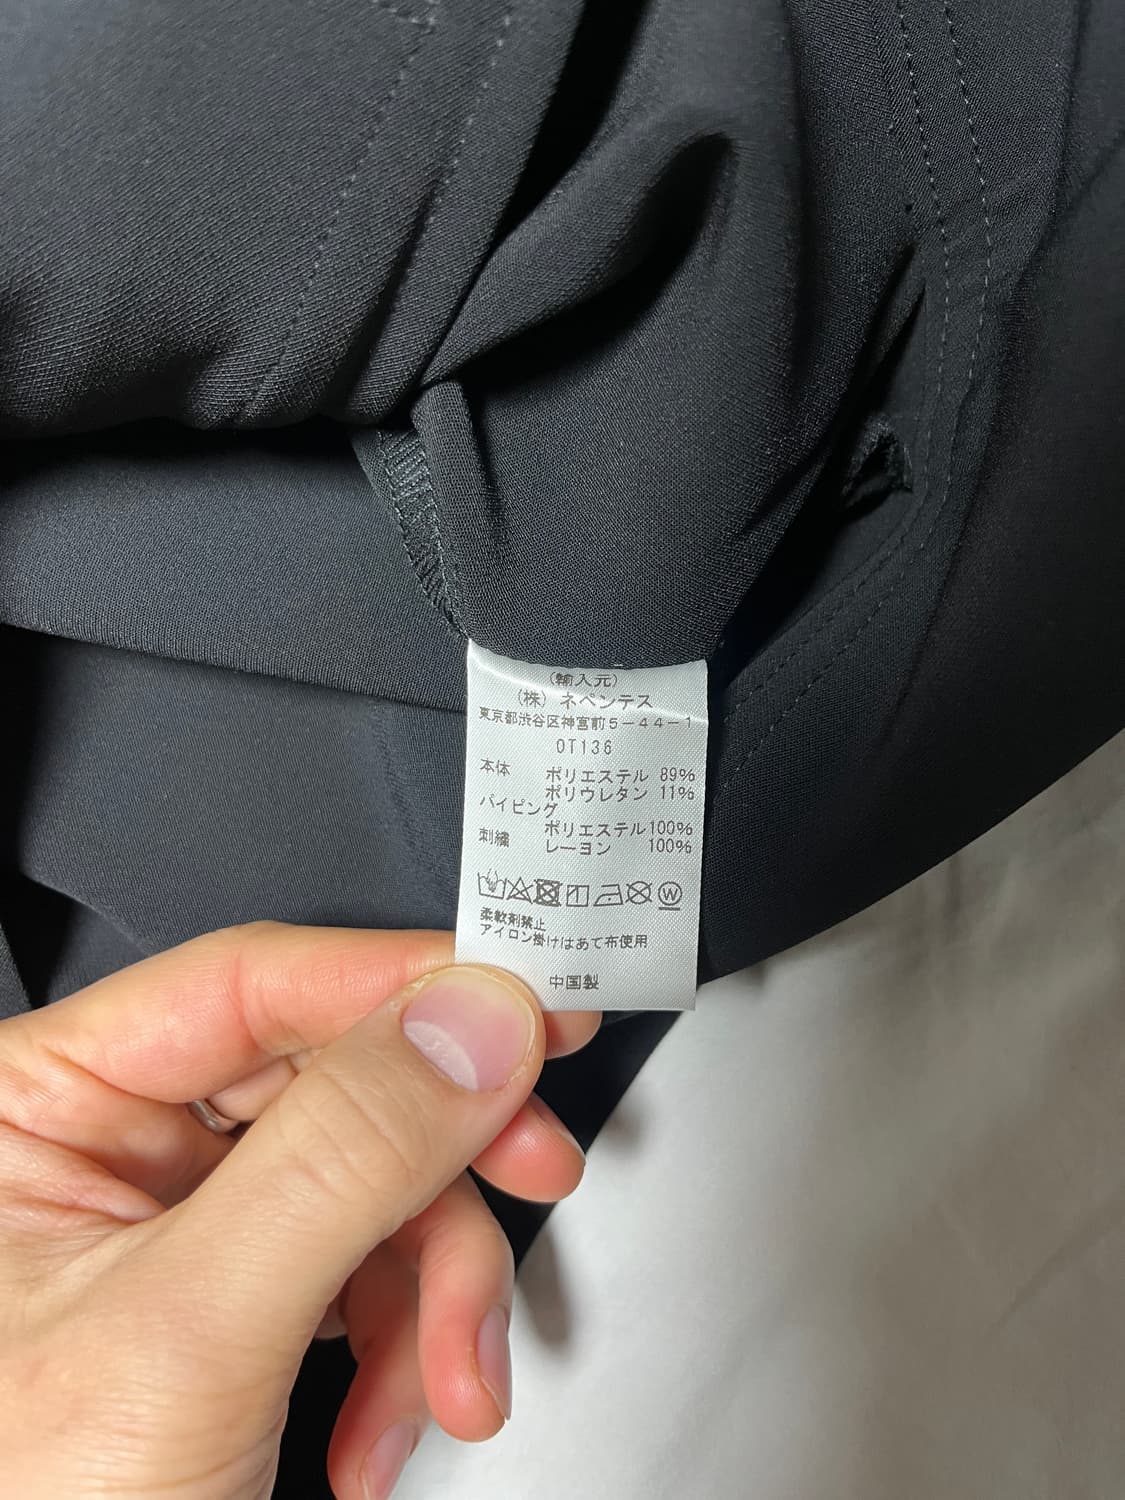 (輸入元)
(株) ネペンテス
東京都渋谷区神宮前5-44-1
OT136
本体 ポリエステル 89%
ポリウレタン 11%
パイピング
ポリエステル100%
刺繍 レーヨン 100%
W
柔軟剤禁止
アイロン掛けはあて布使用
中国製